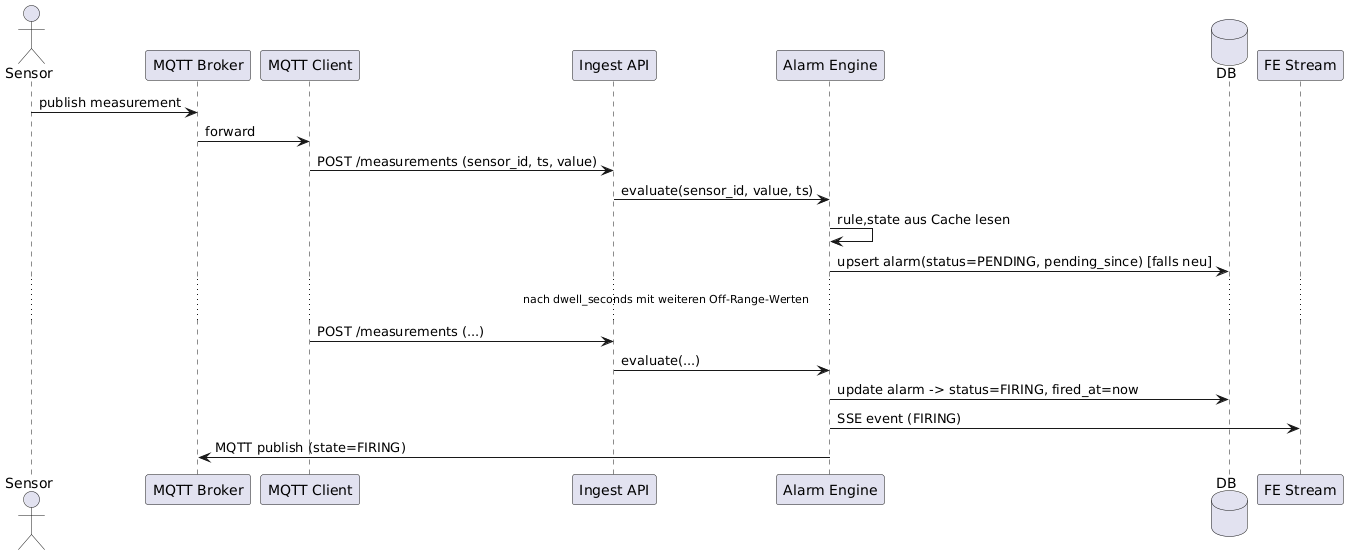 Sensor
MQTT Broker
MQTT Client
Ingest API
Alarm Engine
DB
FE Stream
publish measurement
forward
POST /measurements (sensor_id, ts, value)
evaluate(sensor_id, value, ts)
rule,state aus Cache lesen
upsert alarm(status=PENDING, pending_since) [falls neu]
nach dwell_seconds mit weiteren Off-Range-Werten
POST /measurements (...)
evaluate(...)
update alarm -> status=FIRING, fired_at=now
SSE event (FIRING)
MQTT publish (state=FIRING)
Sensor
MQTT Broker
MQTT Client
Ingest API
Alarm Engine
DB
FE Stream